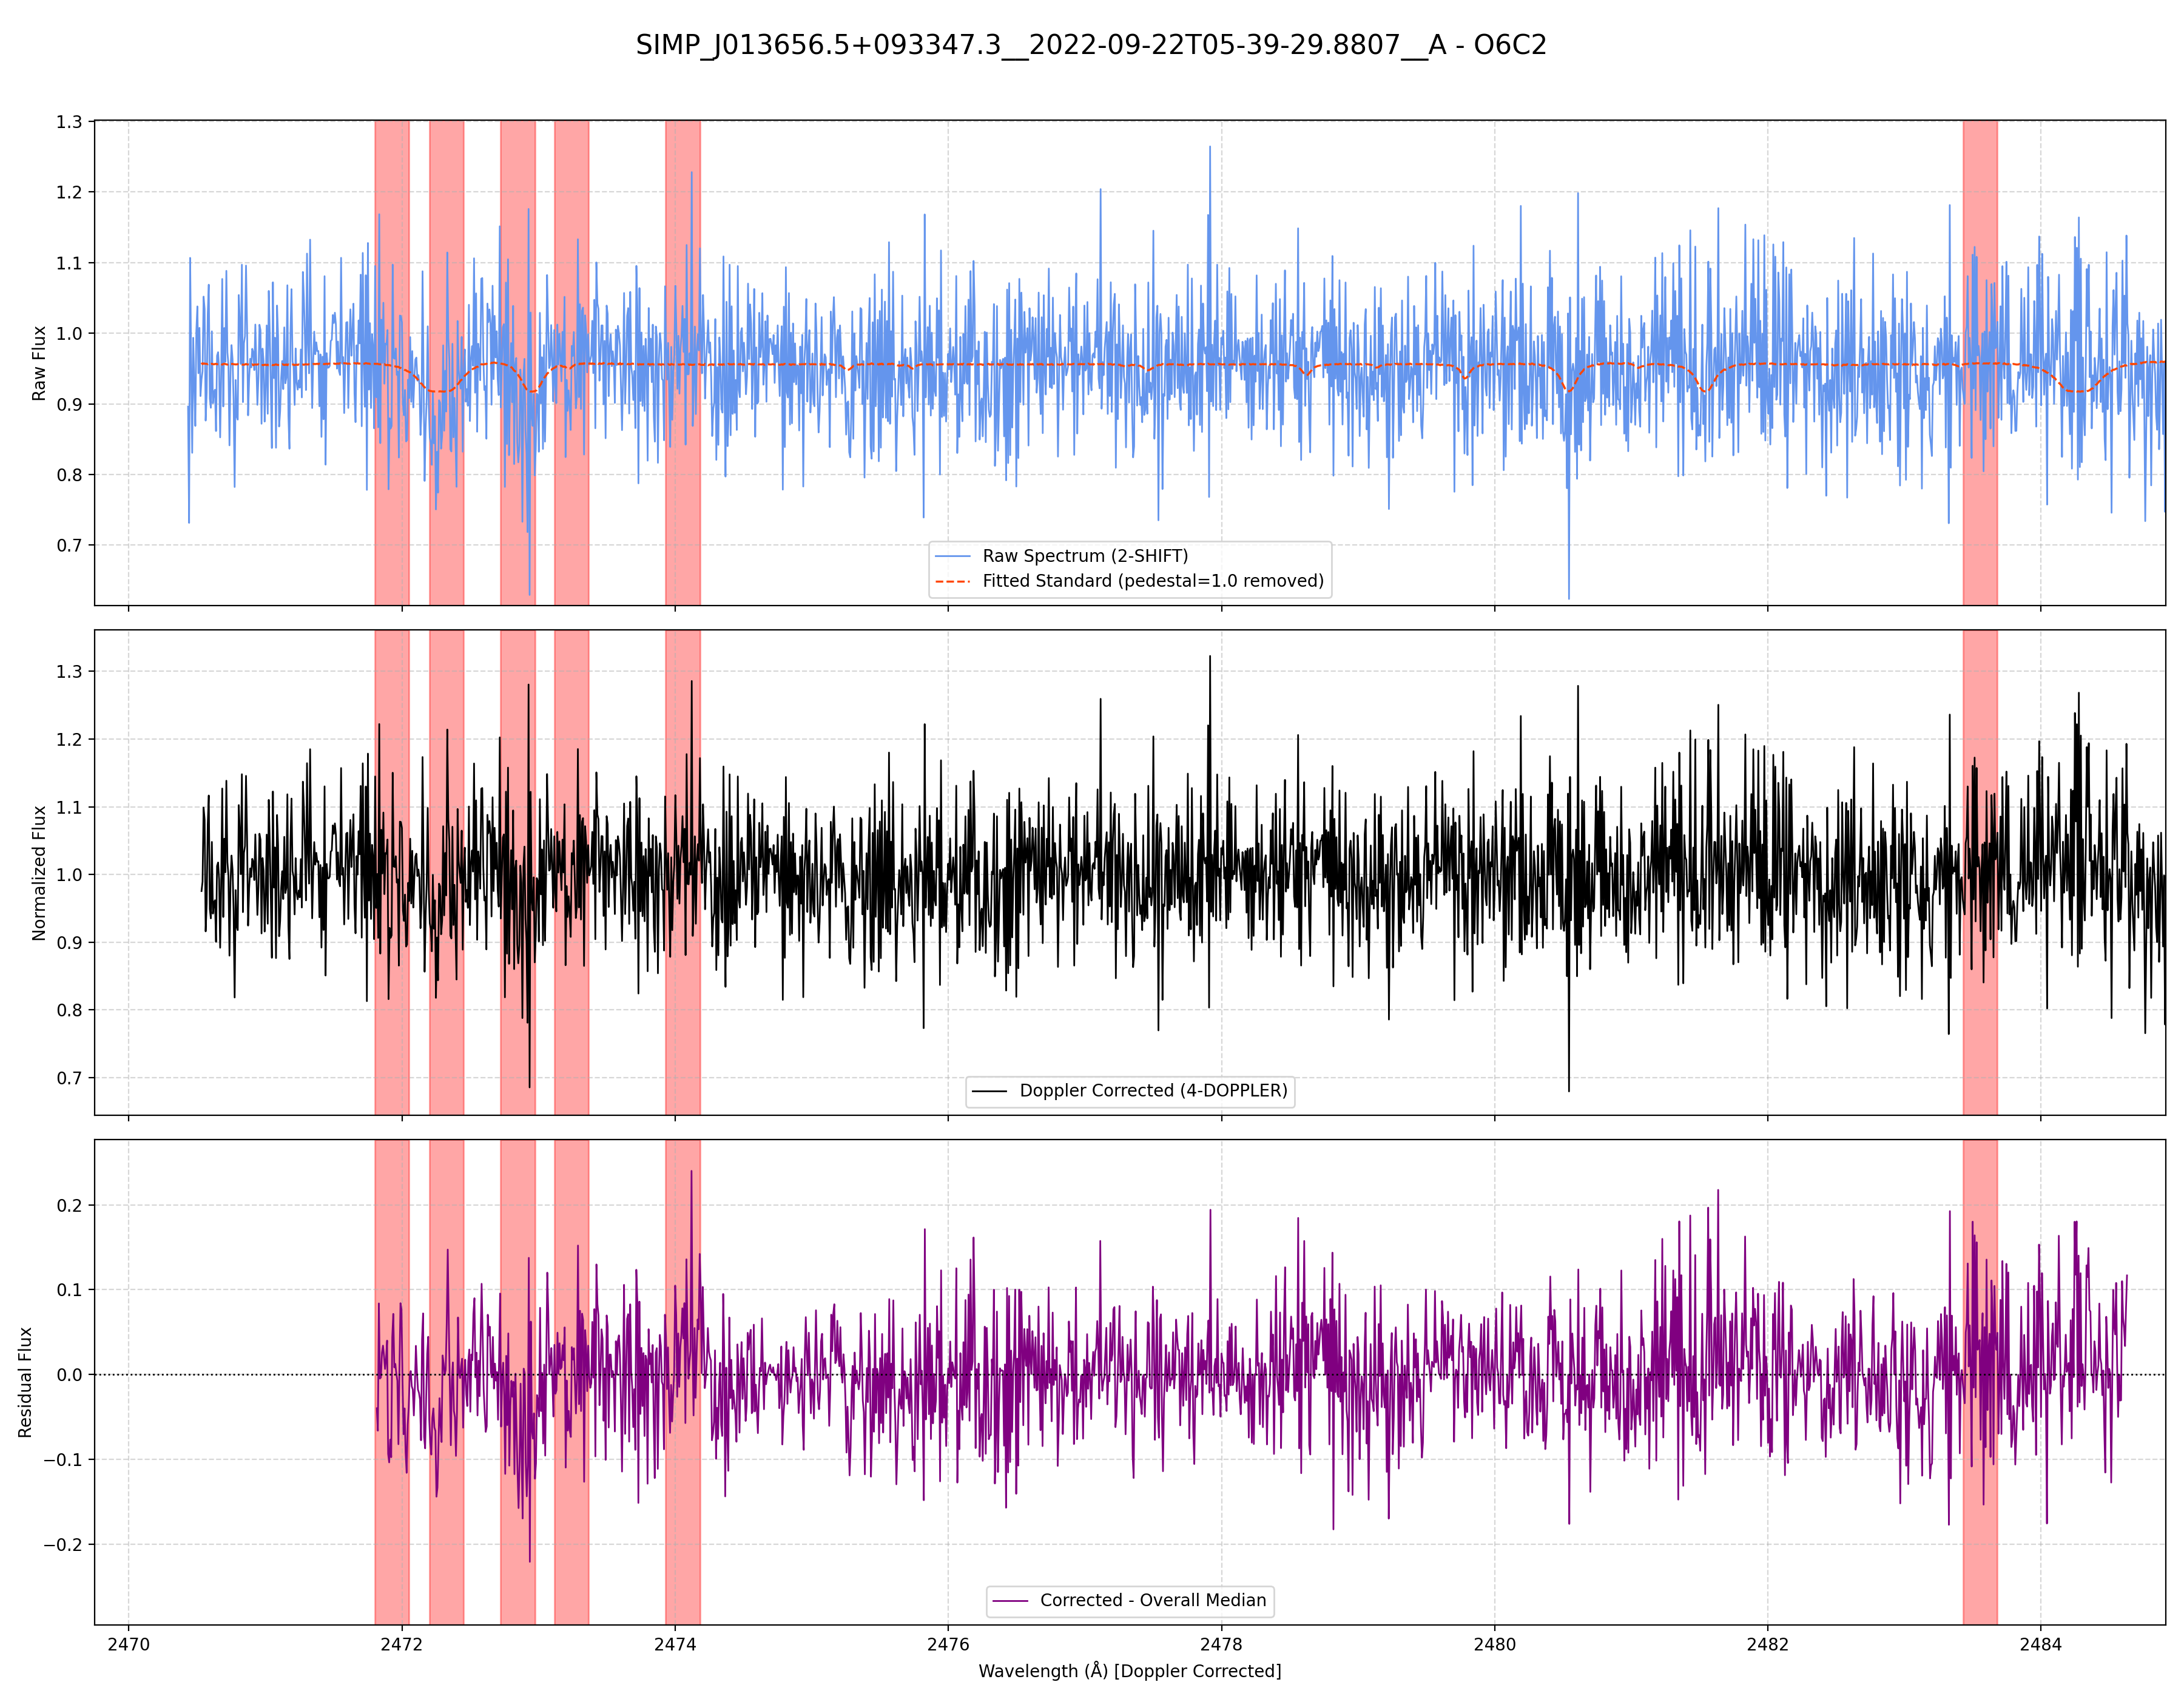 SIMP_J013656.5+093347.3__2022-09-22T05-39-29.8807__A - O6C2
1.3
1.2
1.1
1.0
0.9
0.8
0.7
Raw Flux
Raw Spectrum (2-SHIFT)
Fitted Standard (pedestal=1.0 removed)
1.3
1.2
1.1
1.0
0.9
0.8
0.7
Normalized Flux
Doppler Corrected (4-DOPPLER)
0.2
0.1
0.0
−0.1
−0.2
Residual Flux
Corrected - Overall Median
2470 2472 2474 2476 2478 2480 2482 2484
Wavelength (Å) [Doppler Corrected]